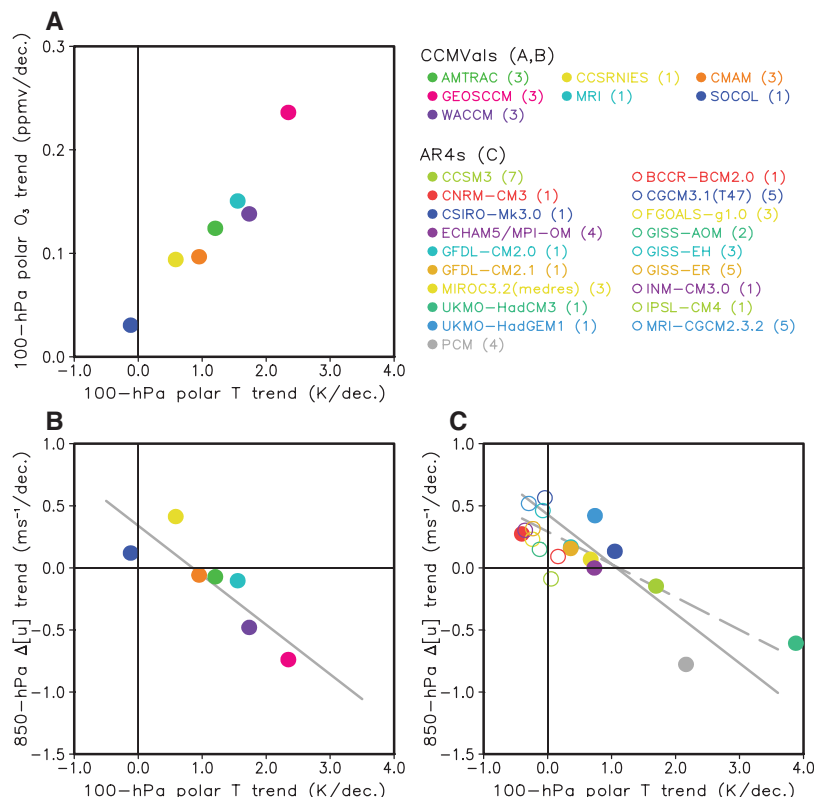 A
0.3
0.2
0.1
0.0
100-hPa polar O₃ trend (ppmv/dec.)
-1.0 0.0 1.0 2.0 3.0 4.0
100-hPa polar T trend (K/dec.)
CCMVals (A,B)
AMTRAC (3) CCSRNIES (1) CMAM (3)
GEOSCCM (3) MRI (1) SOCOL (1)
WACCM (3)
AR4s (C)
CCSM3 (7) BCCR-BCM2.0 (1)
CNRM-CM3 (1) CGCM3.1(T47) (5)
CSIRO-Mk3.0 (1) FGOALS-g1.0 (3)
ECHAM5/MPI-OM (4) GISS-AOM (2)
GFDL-CM2.0 (1) GISS-EH (3)
GFDL-CM2.1 (1) GISS-ER (5)
MIROC3.2(medres) (3) INM-CM3.0 (1)
UKMO-HadCM3 (1) IPSL-CM4 (1)
UKMO-HadGEM1 (1) MRI-CGCM2.3.2 (5)
PCM (4)
B
1.0
0.5
0.0
-0.5
-1.0
-1.5
850-hPa Δ[u] trend (ms⁻¹/dec.)
-1.0 0.0 1.0 2.0 3.0 4.0
100-hPa polar T trend (K/dec.)
C
1.0
0.5
0.0
-0.5
-1.0
-1.5
850-hPa Δ[u] trend (ms⁻¹/dec.)
-1.0 0.0 1.0 2.0 3.0 4.0
100-hPa polar T trend (K/dec.)